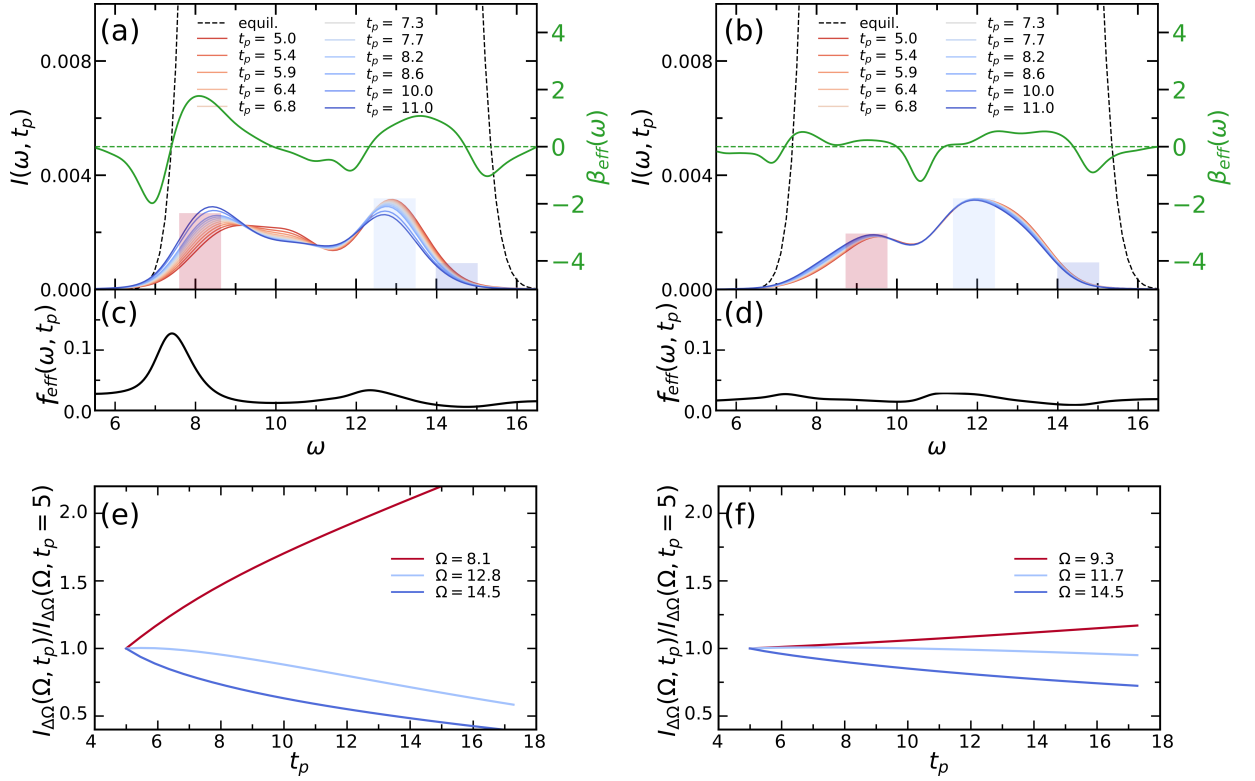 (a)
equil.
t_p = 5.0
t_p = 5.4
t_p = 5.9
t_p = 6.4
t_p = 6.8
t_p = 7.3
t_p = 7.7
t_p = 8.2
t_p = 8.6
t_p = 10.0
t_p = 11.0
0.008
0.004
0.000
I(ω, t_p)
4
2
0
−2
−4
β_eff(ω)
(b)
equil.
t_p = 5.0
t_p = 5.4
t_p = 5.9
t_p = 6.4
t_p = 6.8
t_p = 7.3
t_p = 7.7
t_p = 8.2
t_p = 8.6
t_p = 10.0
t_p = 11.0
0.008
0.004
0.000
I(ω, t_p)
4
2
0
−2
−4
β_eff(ω)
(c)
0.1
0.0
f_eff(ω, t_p)
6 8 10 12 14 16
ω
(d)
0.1
0.0
f_eff(ω, t_p)
6 8 10 12 14 16
ω
(e)
2.0
1.5
1.0
0.5
I_ΔΩ(Ω, t_p)/I_ΔΩ(Ω, t_p = 5)
Ω = 8.1
Ω = 12.8
Ω = 14.5
4 6 8 10 12 14 16 18
t_p
(f)
2.0
1.5
1.0
0.5
I_ΔΩ(Ω, t_p)/I_ΔΩ(Ω, t_p = 5)
Ω = 9.3
Ω = 11.7
Ω = 14.5
4 6 8 10 12 14 16 18
t_p